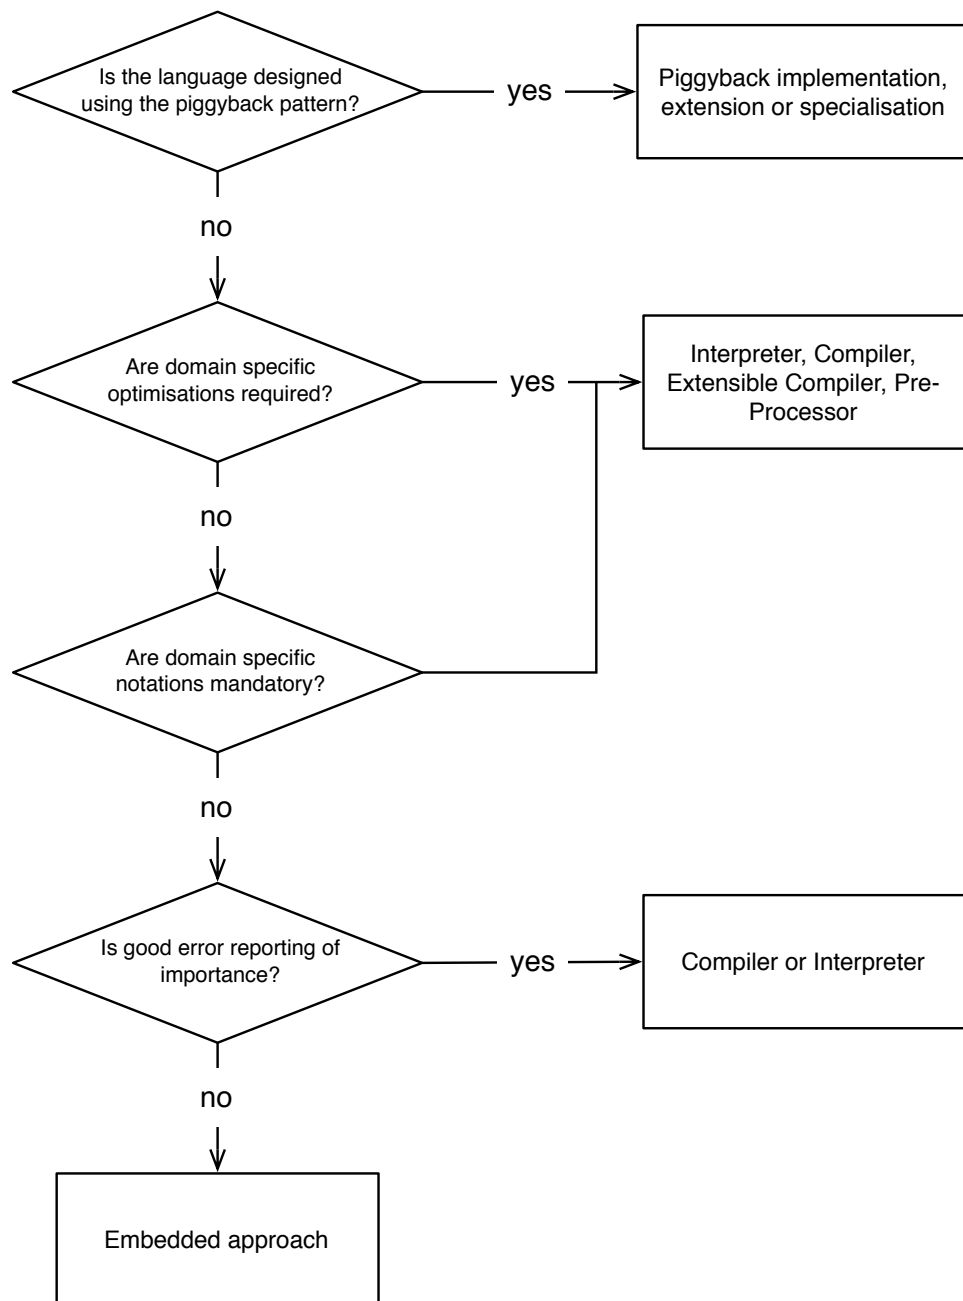 Is the language designed
using the piggyback pattern?
yes
Piggyback implementation,
extension or specialisation
no
Are domain specific
optimisations required?
yes
Interpreter, Compiler,
Extensible Compiler, Pre-
Processor
no
Are domain specific
notations mandatory?
no
Is good error reporting of
importance?
yes
Compiler or Interpreter
no
Embedded approach